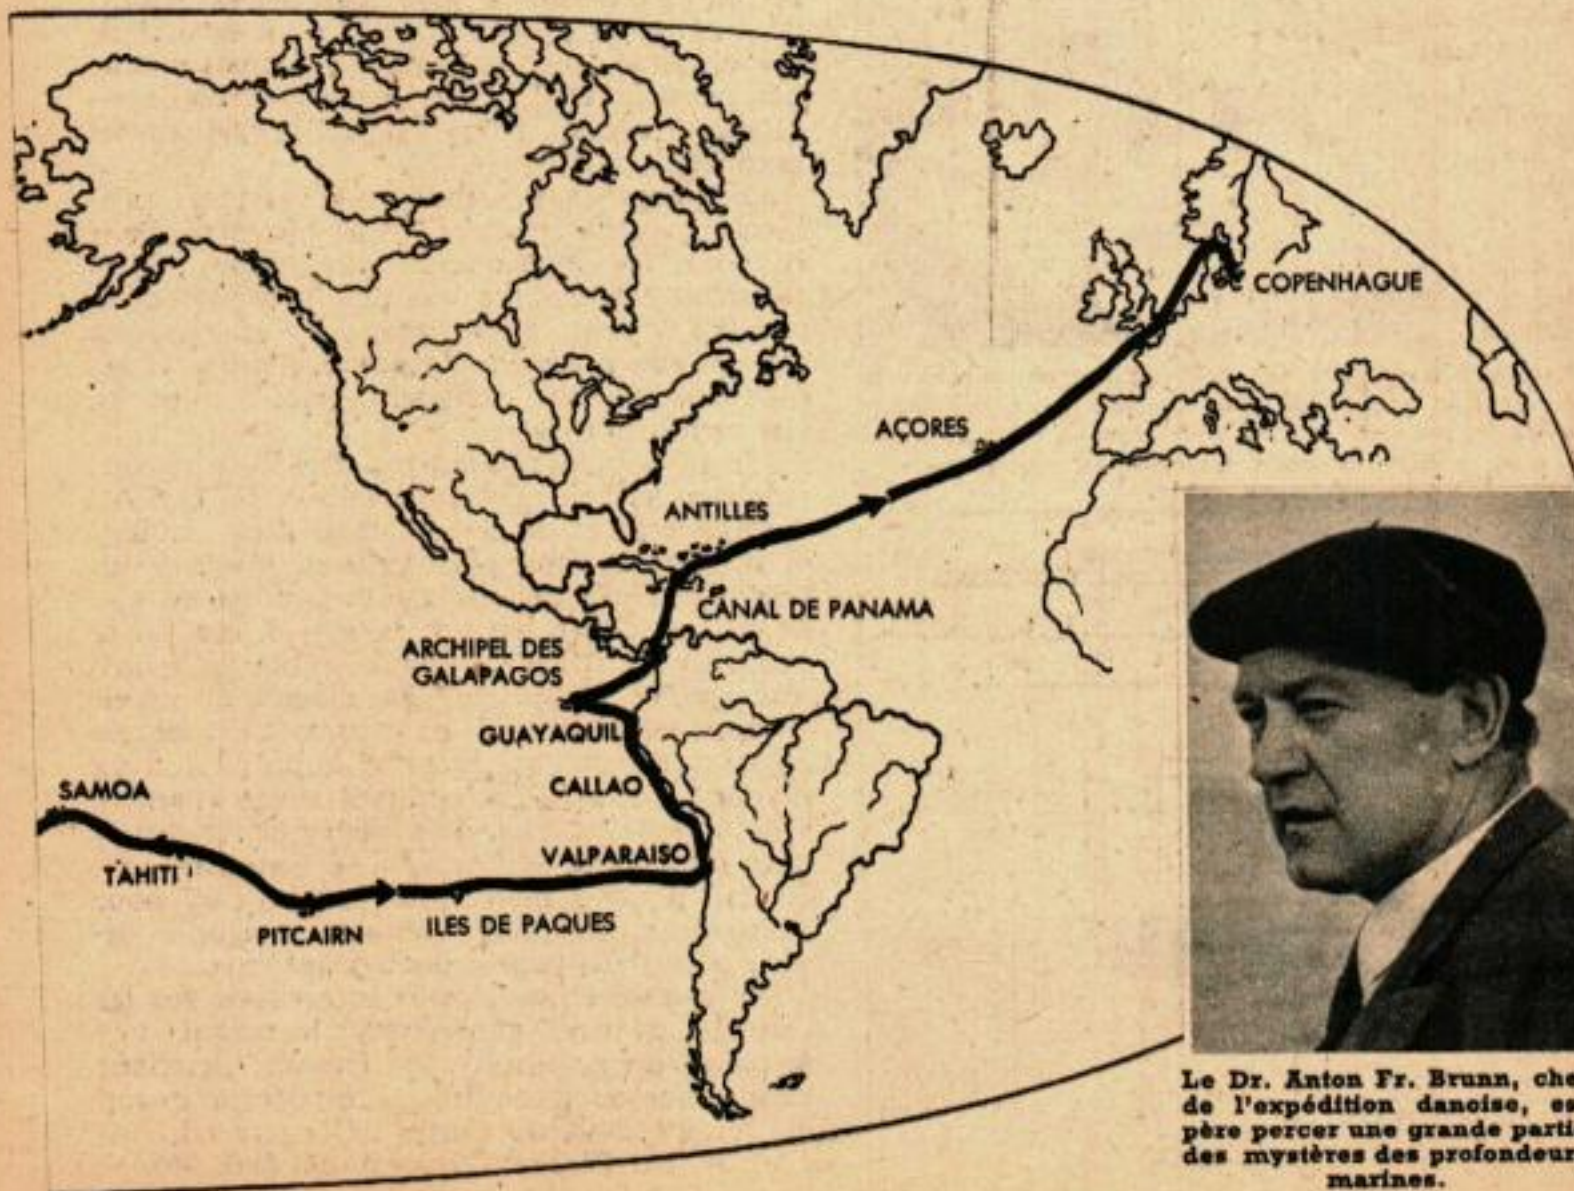 COPENHAGUE
AÇORES
ANTILLES
CANAL DE PANAMA
ARCHIPEL DES
GALAPAGOS
GUAYAQUIL
CALLAO
SAMOA
VALPARAISO
TAHITI
PITCAIRN
ILES DE PAQUES
Le Dr. Anton Fr. Brunn, che
de l'expédition danoise, es
père percer une grande parti
des mystères des profondeur
marines.